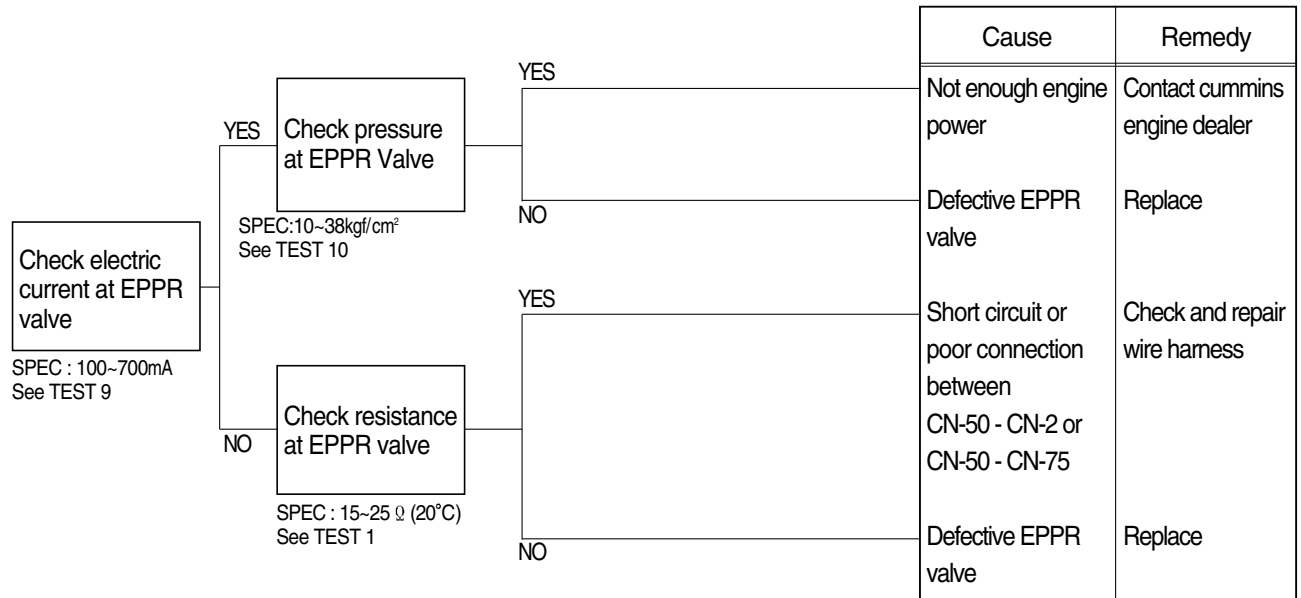 Cause
Remedy
YES
Not enough engine
power
Contact cummins
engine dealer
YES
Check pressure
at EPPR Valve
NO
Defective EPPR
valve
Replace
SPEC:10~38kgf/cm²
See TEST 10
Check electric
current at EPPR
valve
SPEC : 100~700mA
See TEST 9
YES
Short circuit or
poor connection
between
CN-50 - CN-2 or
CN-50 - CN-75
Check and repair
wire harness
Check resistance
at EPPR valve
NO
SPEC : 15~25 Ω (20°C)
See TEST 1
NO
Defective EPPR
valve
Replace